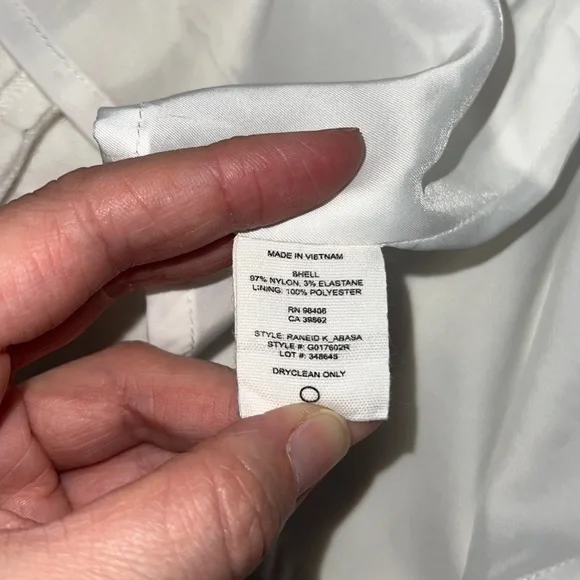 MADE IN VIETNAM
SHELL
97% NYLON, 3% ELASTANE
LINING: 100% POLYESTER
RN 98406
CA 39862
STYLE: RANEID K_ABASA
STYLE #: G017602R
LOT #: 348645
DRYCLEAN ONLY